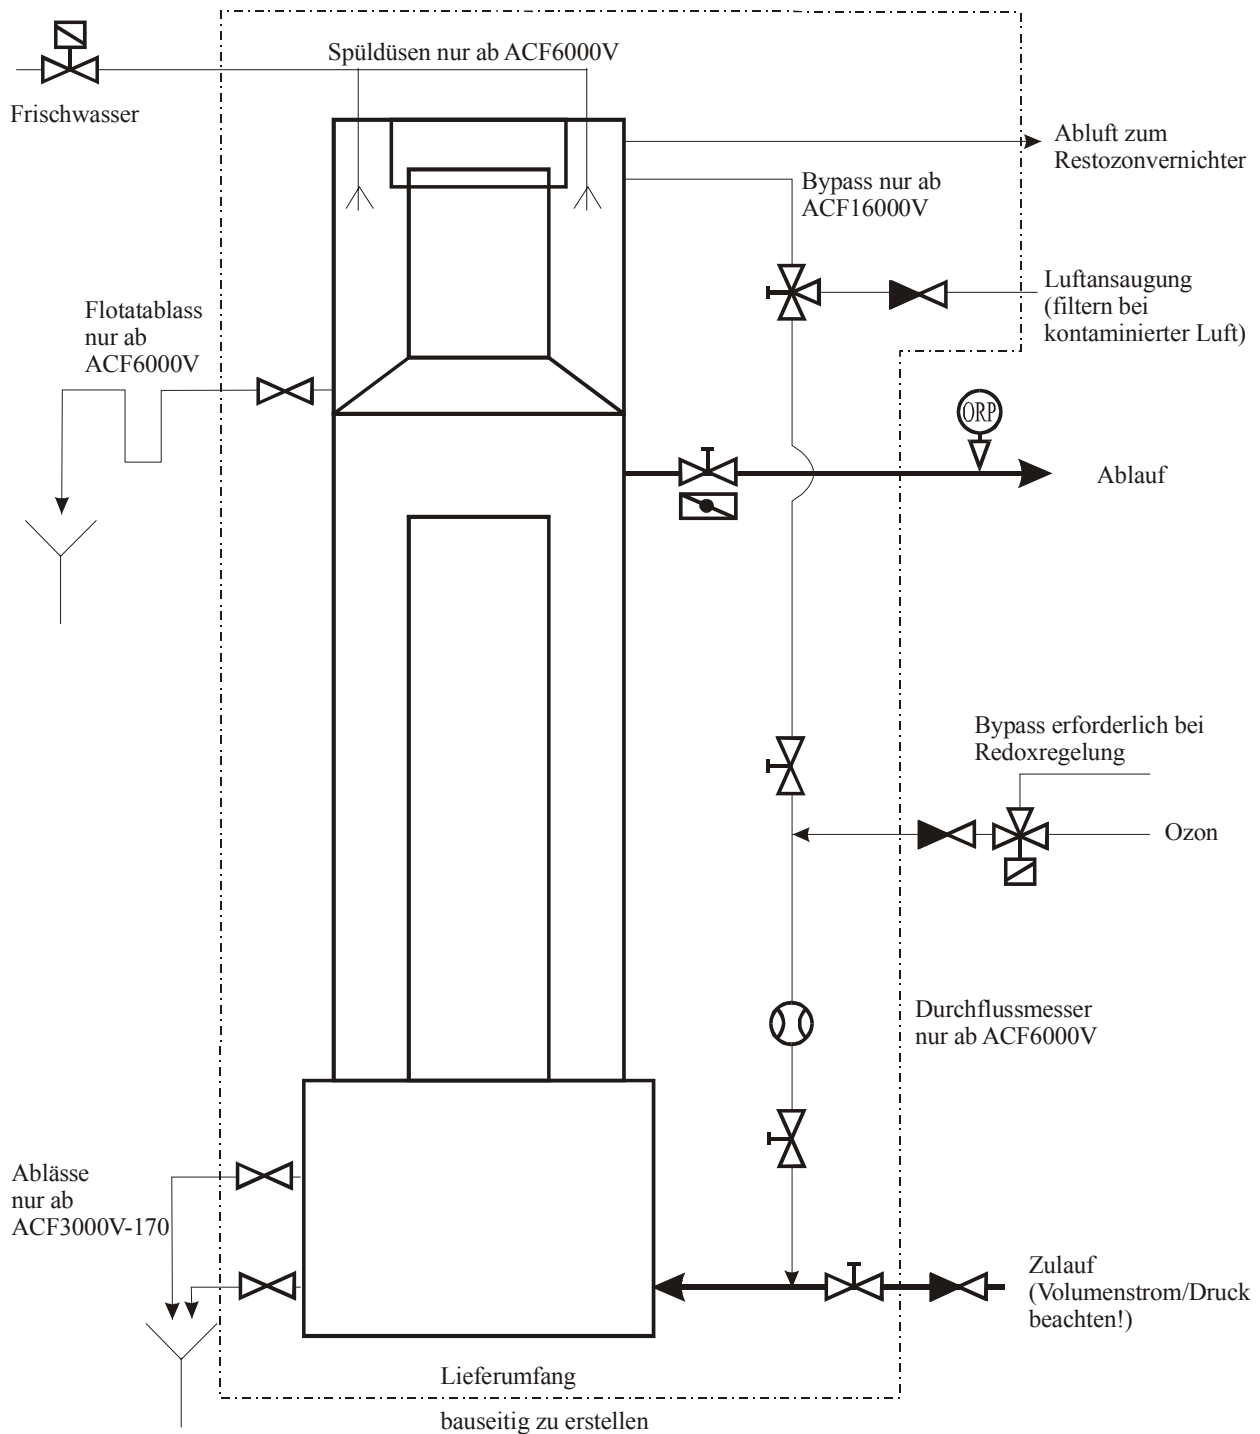 Spüldüsen nur ab ACF6000V
Frischwasser
Abluft zum
Restozonvernichter
Bypass nur ab
ACF16000V
Luftansaugung
(filtern bei
kontaminierter Luft)
Flotatablass
nur ab
ACF6000V
ORP
Ablauf
Bypass erforderlich bei
Redoxregelung
Ozon
Durchflussmesser
nur ab ACF6000V
Ablässe
nur ab
ACF3000V-170
Zulauf
(Volumenstrom/Druck
beachten!)
Lieferumfang
bauseitig zu erstellen